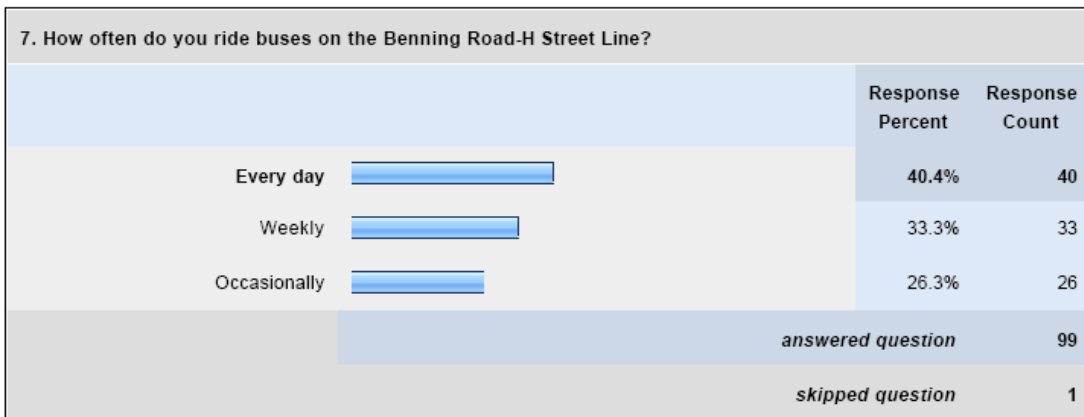 7. How often do you ride buses on the Benning Road-H Street Line?
Response Percent Response Count
Every day 40.4% 40
Weekly 33.3% 33
Occasionally 26.3% 26
answered question 99
skipped question 1